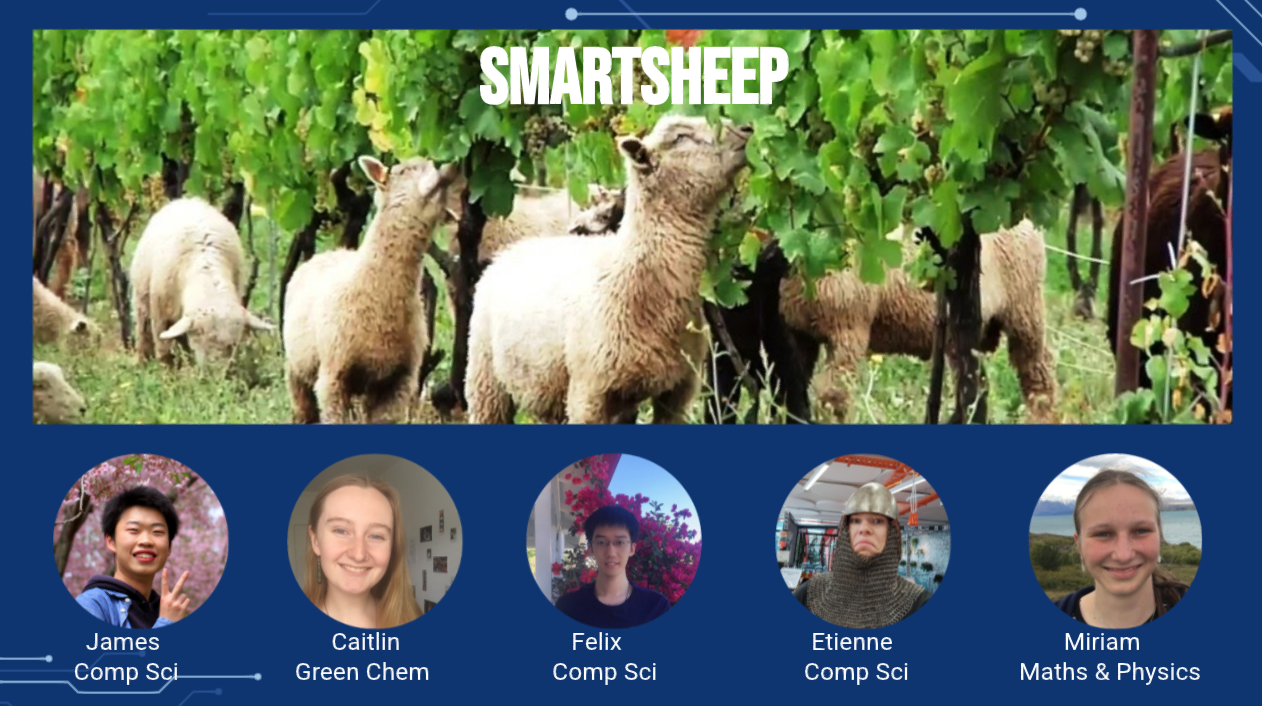 SMARTSHEEP
James
Comp Sci
Caitlin
Green Chem
Felix
Comp Sci
Etienne
Comp Sci
Miriam
Maths & Physics